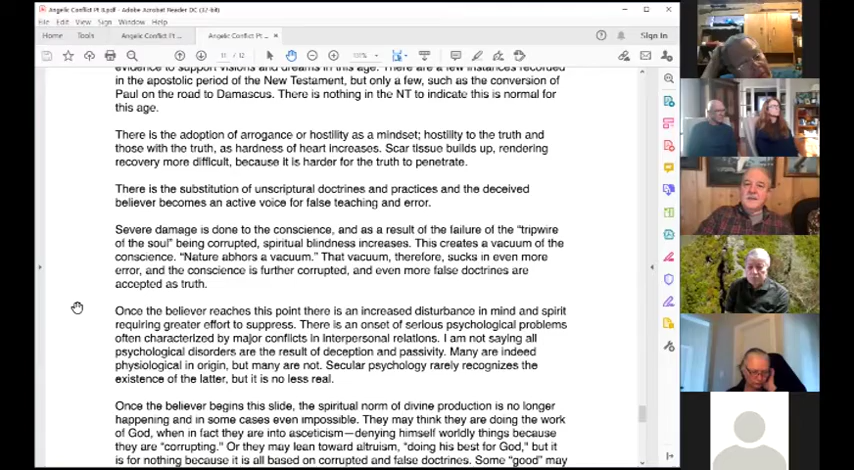 Angelic Conflict Pt 8.pdf - Adobe Acrobat Reader DC (32-bit)
File Edit View Sign Window Help
Home Tools Angelic Conflict Pt ... Angelic Conflict Pt ... × Sign In
11 / 12
evidence to support visions and dreams in this age. There are a few instances recorded
in the apostolic period of the New Testament, but only a few, such as the conversion of
Paul on the road to Damascus. There is nothing in the NT to indicate this is normal for
this age.
There is the adoption of arrogance or hostility as a mindset; hostility to the truth and
those with the truth, as hardness of heart increases. Scar tissue builds up, rendering
recovery more difficult, because it is harder for the truth to penetrate.
There is the substitution of unscriptural doctrines and practices and the deceived
believer becomes an active voice for false teaching and error.
Severe damage is done to the conscience, and as a result of the failure of the “tripwire
of the soul” being corrupted, spiritual blindness increases. This creates a vacuum of the
conscience. “Nature abhors a vacuum.” That vacuum, therefore, sucks in even more
error, and the conscience is further corrupted, and even more false doctrines are
accepted as truth.
Once the believer reaches this point there is an increased disturbance in mind and spirit
requiring greater effort to suppress. There is an onset of serious psychological problems
often characterized by major conflicts in interpersonal relations. I am not saying all
psychological disorders are the result of deception and passivity. Many are indeed
physiological in origin, but many are not. Secular psychology rarely recognizes the
existence of the latter, but it is no less real.
Once the believer begins this slide, the spiritual norm of divine production is no longer
happening and in some cases even impossible. They may think they are doing the work
of God, when in fact they are into asceticism—denying himself worldly things because
they are “corrupting.” Or they may lean toward altruism, “doing his best for God,” but it
is for nothing because it is all based on corrupted and false doctrines. Some “good” may